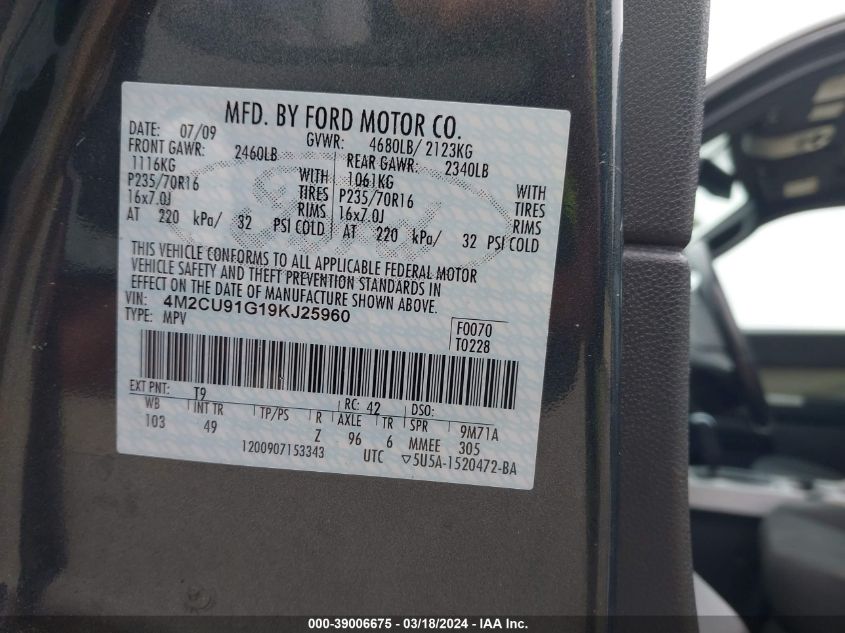 MFD. BY FORD MOTOR CO.
DATE: 07/09 GVWR: 4680LB/ 2123KG
FRONT GAWR: 2460LB REAR GAWR: 2340LB
1116KG WITH 1061KG WITH
P235/70R16 TIRES P235/70R16 TIRES
16x7.0J RIMS 16x7.0J RIMS
AT 220 kPa/ 32 PSI COLD AT 220 kPa/ 32 PSI COLD
THIS VEHICLE CONFORMS TO ALL APPLICABLE FEDERAL MOTOR
VEHICLE SAFETY AND THEFT PREVENTION STANDARDS IN
EFFECT ON THE DATE OF MANUFACTURE SHOWN ABOVE.
VIN: 4M2CU91G19KJ25960
TYPE: MPV
F0070
T0228
EXT PNT: T9 RC: 42 DSO:
WB INT TR TP/PS R AXLE TR SPR 9M71A
103 49 Z 96 6 MMEE 305
1200907153343 UTC ▽5U5A-1520472-BA
000-39006675 - 03/18/2024 - IAA Inc.